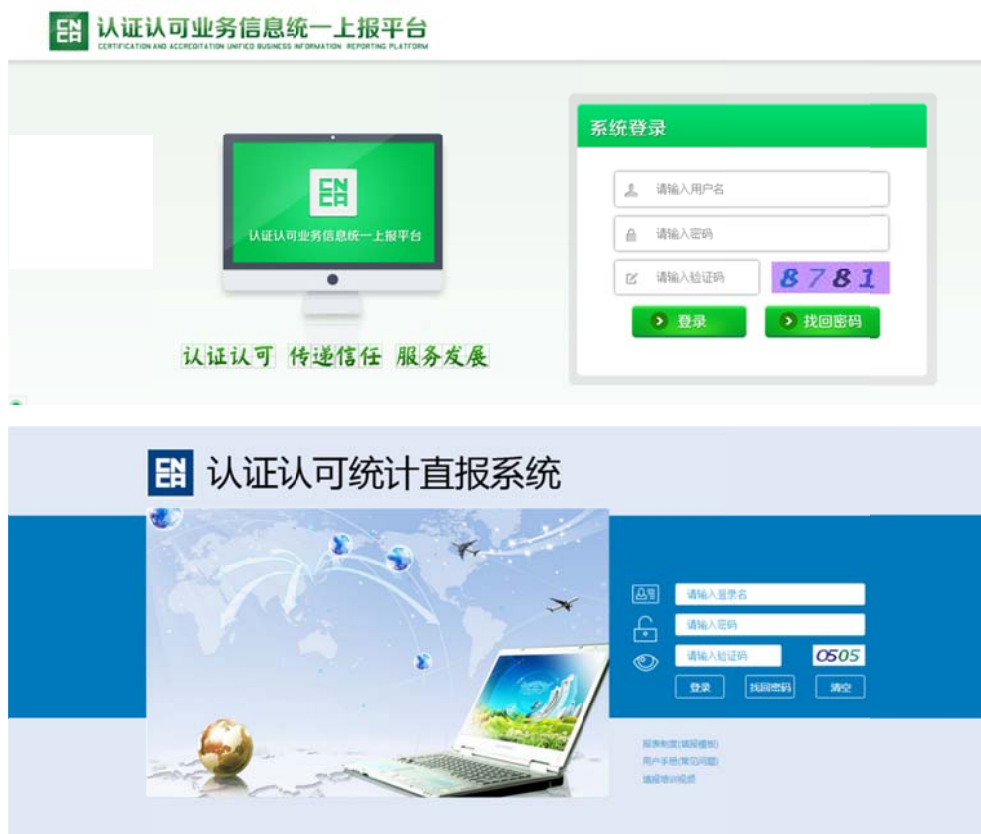 CNCA 认证认可业务信息统一上报平台
CERTIFICATION AND ACCREDITATION UNIFIED BUSINESS INFORMATION REPORTING PLATFORM
系统登录
CNCA
请输入用户名
认证认可业务信息统一上报平台
请输入密码
请输入验证码
8781
登录
找回密码
认证认可 传递信任 服务发展
CNCA 认证认可统计直报系统
请输入登录名
请输入密码
请输入验证码
0505
登录
找回密码
清空
报表制度(填报模板)
用户手册(常见问题)
填报培训视频